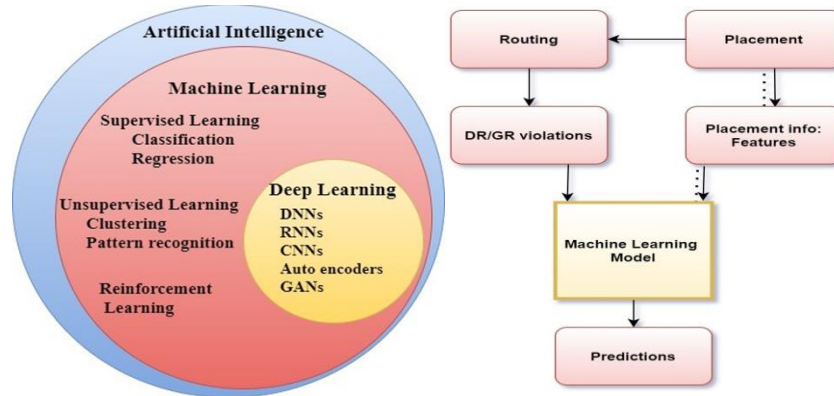 Artificial Intelligence
Machine Learning
Supervised Learning
Classification
Regression
Unsupervised Learning
Clustering
Pattern recognition
Reinforcement
Learning
Deep Learning
DNNs
RNNs
CNNs
Auto encoders
GANs
Routing
Placement
DR/GR violations
Placement info:
Features
Machine Learning
Model
Predictions